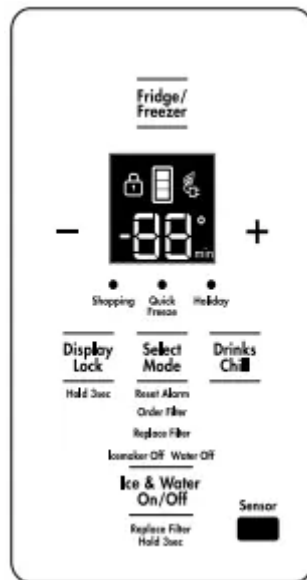 Fridge/
Freezer
-88°
min
− +
Shopping Quick Freeze Holiday
Display Lock Select Mode Drinks Chill
Hold 3sec Reset Alarm
Order Filter
Replace Filter
Icemaker Off Water Off
Ice & Water
On/Off
Replace Filter
Hold 3sec
Sensor